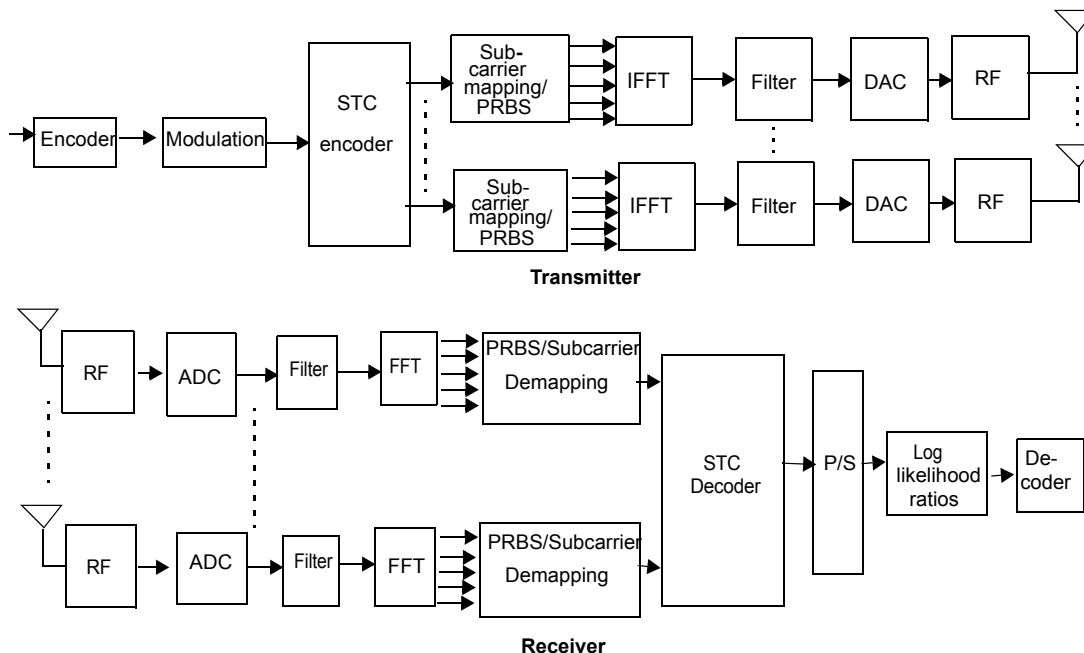 Encoder
Modulation
STC
encoder
Sub-
carrier
mapping/
PRBS
IFFT
Filter
DAC
RF
Sub-
carrier
mapping/
PRBS
IFFT
Filter
DAC
RF
Transmitter
RF
ADC
Filter
FFT
PRBS/Subcarrier
Demapping
RF
ADC
Filter
FFT
PRBS/Subcarrier
Demapping
STC
Decoder
P/S
Log
likelihood
ratios
De-
coder
Receiver